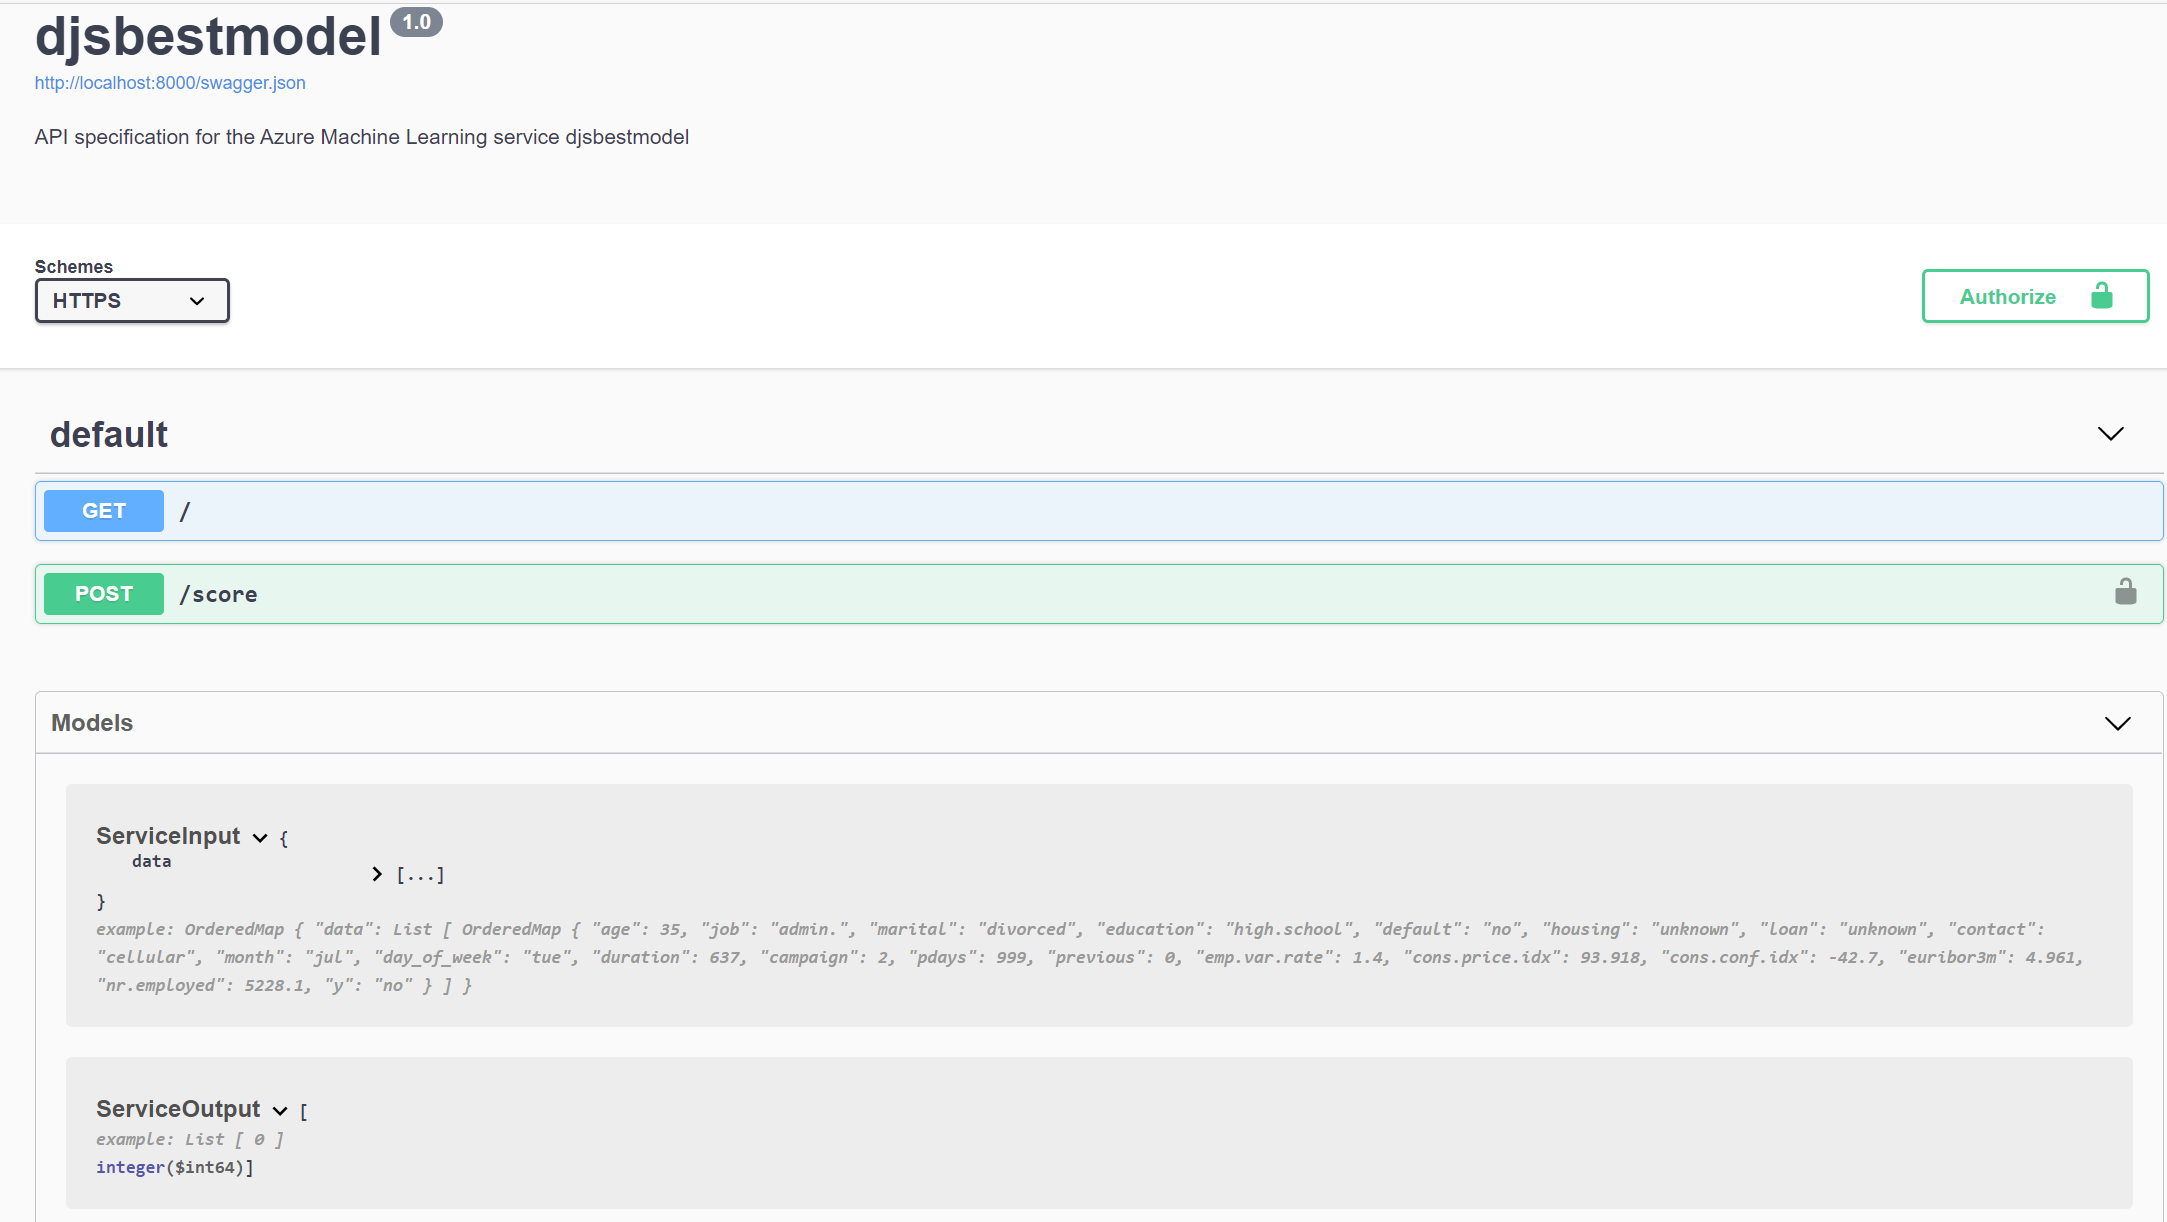 djsbestmodel 1.0
http://localhost:8000/swagger.json
API specification for the Azure Machine Learning service djsbestmodel
Schemes
HTTPS
Authorize
default
GET /
POST /score
Models
ServiceInput {
data
[...]
}
example: OrderedMap { "data": List [ OrderedMap { "age": 35, "job": "admin.", "marital": "divorced", "education": "high.school", "default": "no", "housing": "unknown", "loan": "unknown", "contact":
"cellular", "month": "jul", "day_of_week": "tue", "duration": 637, "campaign": 2, "pdays": 999, "previous": 0, "emp.var.rate": 1.4, "cons.price.idx": 93.918, "cons.conf.idx": -42.7, "euribor3m": 4.961,
"nr.employed": 5228.1, "y": "no" } ] }
ServiceOutput [
example: List [ 0 ]
integer($int64)]